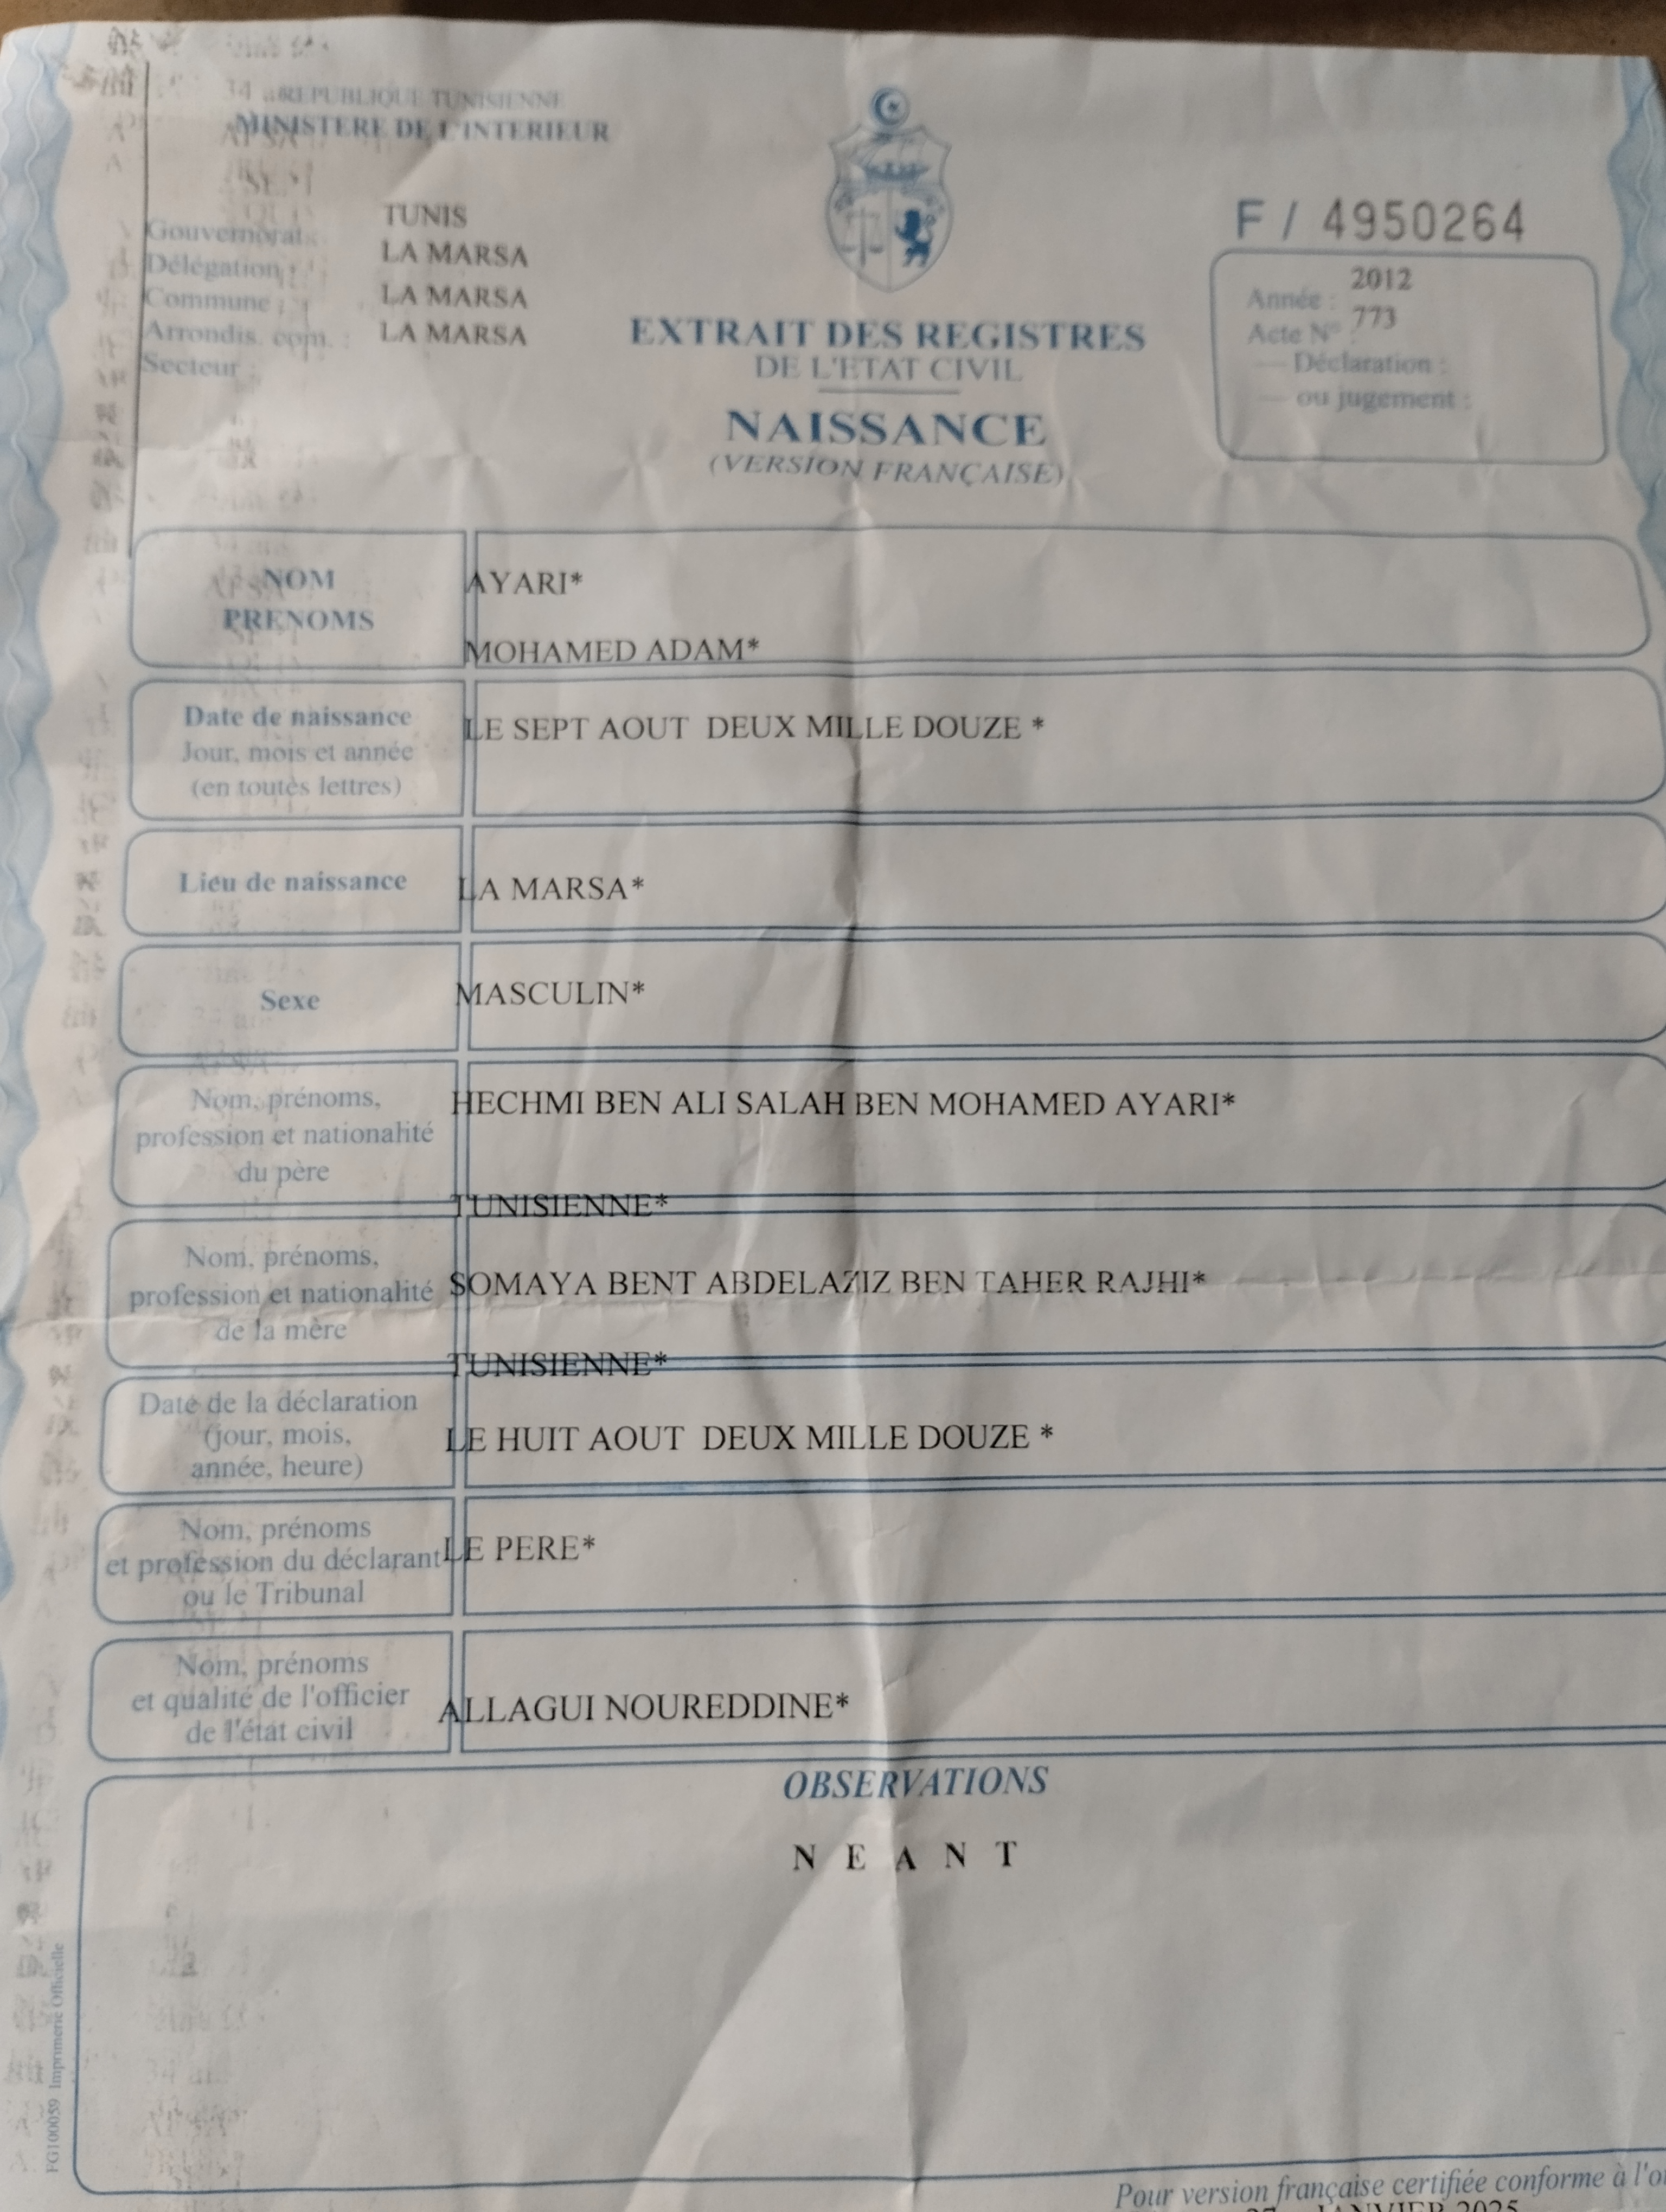 REPUBLIQUE TUNISIENNE
MINISTERE DE L'INTERIEUR
Gouvernorat : TUNIS
Délégation : LA MARSA
Commune : LA MARSA
Arrondis. com. : LA MARSA
Secteur :
F / 4950264
Année : 2012
Acte N° : 773
— Déclaration :
— ou jugement :
EXTRAIT DES REGISTRES
DE L'ETAT CIVIL
NAISSANCE
(VERSION FRANÇAISE)
NOM AYARI*
PRENOMS MOHAMED ADAM*
Date de naissance LE SEPT AOUT DEUX MILLE DOUZE *
Jour, mois et année
(en toutes lettres)
Lieu de naissance LA MARSA*
Sexe MASCULIN*
Nom, prénoms, HECHMI BEN ALI SALAH BEN MOHAMED AYARI*
profession et nationalité
du père
TUNISIENNE*
Nom, prénoms,
profession et nationalité SOMAYA BENT ABDELAZIZ BEN TAHER RAJHI*
de la mère
TUNISIENNE*
Date de la déclaration
(jour, mois, LE HUIT AOUT DEUX MILLE DOUZE *
année, heure)
Nom, prénoms
et profession du déclarant LE PERE*
ou le Tribunal
Nom, prénoms
et qualité de l'officier ALLAGUI NOUREDDINE*
de l'état civil
OBSERVATIONS
N E A N T
FG100059 Imprimerie Officielle
Pour version française certifiée conforme à
JANVIER 2025